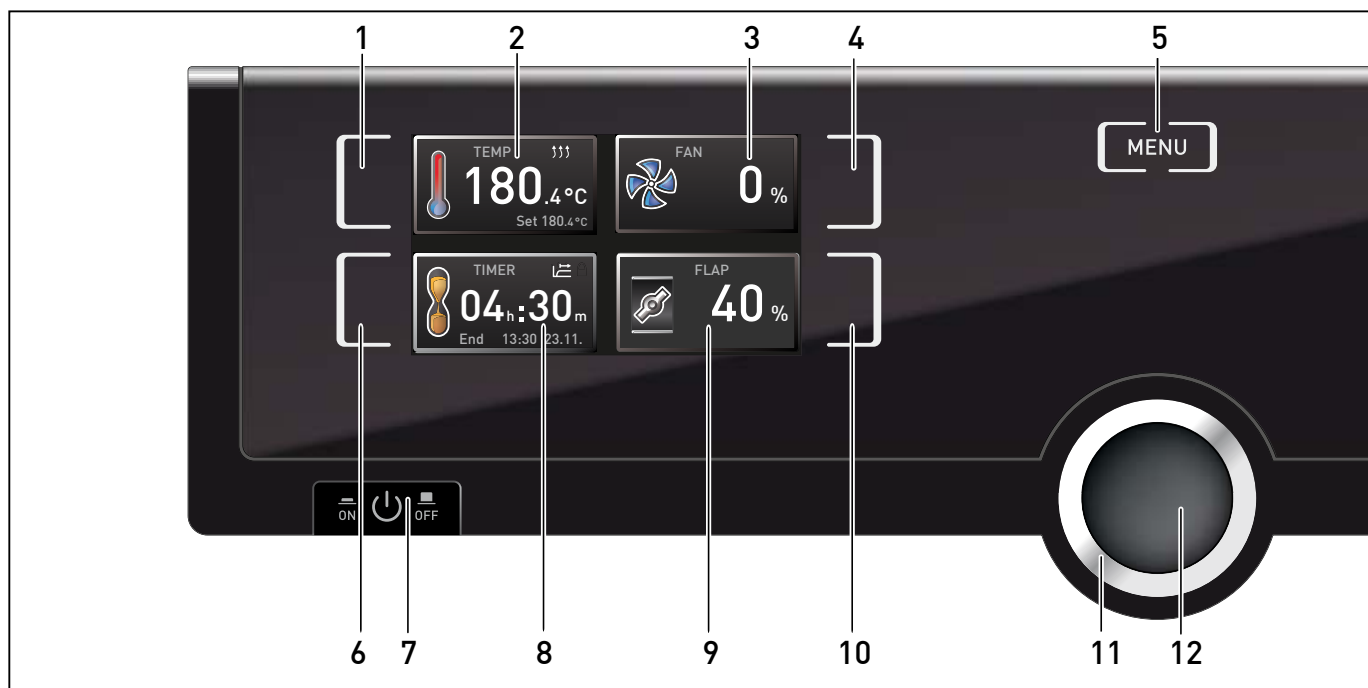 1 2 3 4 5
TEMP
180.4°C
Set 180.4°C
FAN
0 %
MENU
TIMER
04h:30m
End 13:30 23.11.
FLAP
40 %
ON OFF
6 7 8 9 10 11 12